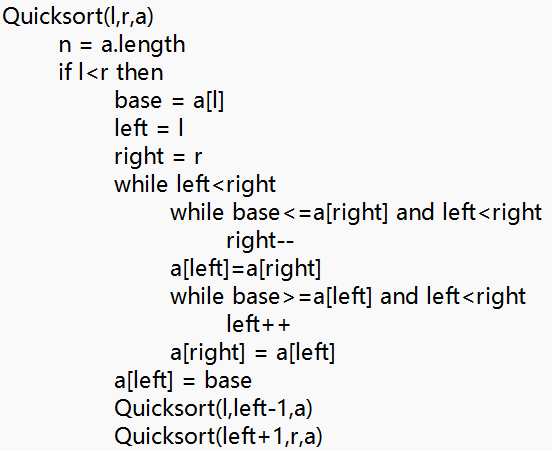 Quicksort(l,r,a)
n = a.length
if l<r then
base = a[l]
left = l
right = r
while left<right
while base<=a[right] and left<right
right--
a[left]=a[right]
while base>=a[left] and left<right
left++
a[right] = a[left]
a[left] = base
Quicksort(l,left-1,a)
Quicksort(left+1,r,a)